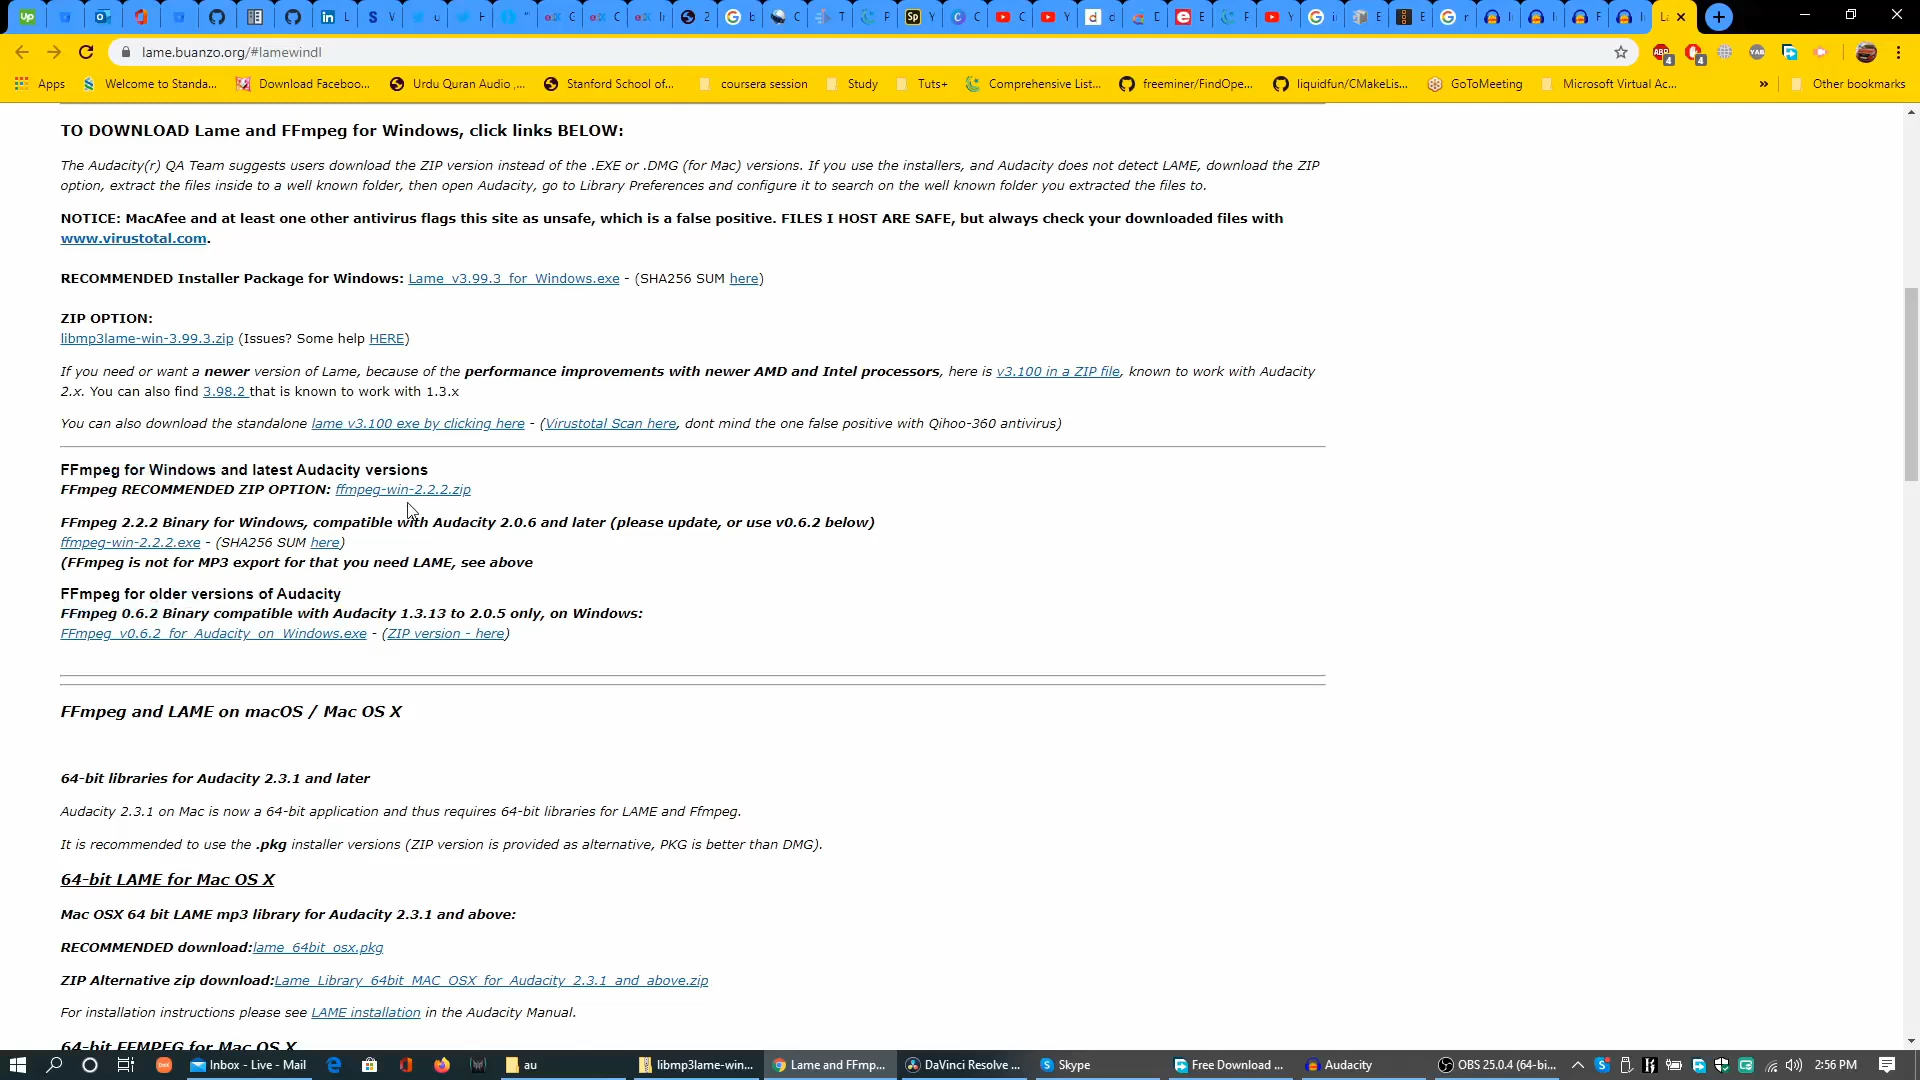 lame.buanzo.org/#lamewindl
Apps
Welcome to Standa...
Download Faceboo...
Urdu Quran Audio ,...
Stanford School of...
coursera session
Study
Tuts+
Comprehensive List...
freeminer/FindOpe...
liquidfun/CMakeLis...
GoToMeeting
Microsoft Virtual Ac...
»
Other bookmarks
TO DOWNLOAD Lame and FFmpeg for Windows, click links BELOW:
The Audacity(r) QA Team suggests users download the ZIP version instead of the .EXE or .DMG (for Mac) versions. If you use the installers, and Audacity does not detect LAME, download the ZIP
option, extract the files inside to a well known folder, then open Audacity, go to Library Preferences and configure it to search on the well known folder you extracted the files to.
NOTICE: MacAfee and at least one other antivirus flags this site as unsafe, which is a false positive. FILES I HOST ARE SAFE, but always check your downloaded files with
www.virustotal.com.
RECOMMENDED Installer Package for Windows: Lame_v3.99.3_for_Windows.exe - (SHA256 SUM here)
ZIP OPTION:
libmp3lame-win-3.99.3.zip (Issues? Some help HERE)
If you need or want a newer version of Lame, because of the performance improvements with newer AMD and Intel processors, here is v3.100 in a ZIP file, known to work with Audacity
2.x. You can also find 3.98.2 that is known to work with 1.3.x
You can also download the standalone lame v3.100 exe by clicking here - (Virustotal Scan here, dont mind the one false positive with Qihoo-360 antivirus)
FFmpeg for Windows and latest Audacity versions
FFmpeg RECOMMENDED ZIP OPTION: ffmpeg-win-2.2.2.zip
FFmpeg 2.2.2 Binary for Windows, compatible with Audacity 2.0.6 and later (please update, or use v0.6.2 below)
ffmpeg-win-2.2.2.exe - (SHA256 SUM here)
(FFmpeg is not for MP3 export for that you need LAME, see above
FFmpeg for older versions of Audacity
FFmpeg 0.6.2 Binary compatible with Audacity 1.3.13 to 2.0.5 only, on Windows:
FFmpeg_v0.6.2_for_Audacity_on_Windows.exe - (ZIP version - here)
FFmpeg and LAME on macOS / Mac OS X
64-bit libraries for Audacity 2.3.1 and later
Audacity 2.3.1 on Mac is now a 64-bit application and thus requires 64-bit libraries for LAME and Ffmpeg.
It is recommended to use the .pkg installer versions (ZIP version is provided as alternative, PKG is better than DMG).
64-bit LAME for Mac OS X
Mac OSX 64 bit LAME mp3 library for Audacity 2.3.1 and above:
RECOMMENDED download:lame_64bit_osx.pkg
ZIP Alternative zip download:Lame_Library_64bit_MAC_OSX_for_Audacity_2.3.1_and_above.zip
For installation instructions please see LAME installation in the Audacity Manual.
64-bit FFMPEG for Mac OS X
Inbox - Live - Mail
au
libmp3lame-win...
Lame and FFmp...
DaVinci Resolve ...
Skype
Free Download ...
Audacity
OBS 25.0.4 (64-bi...
2:56 PM